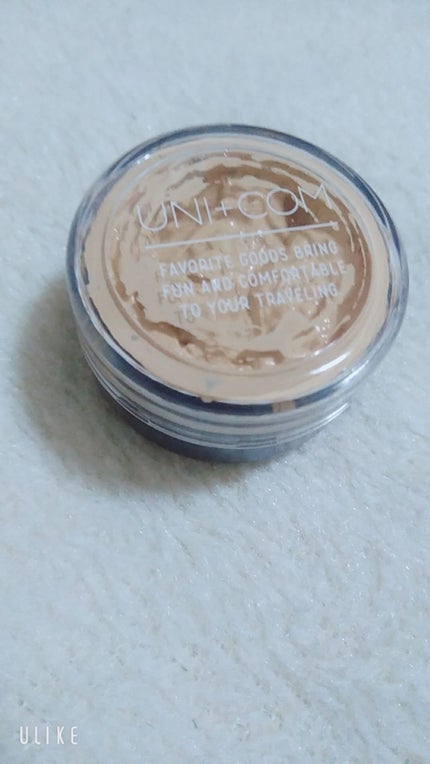 UNI+COM
FAVORITE GOODS BRING
FUN AND COMFORTABLE
TO YOUR TRAVELING
ULIKE